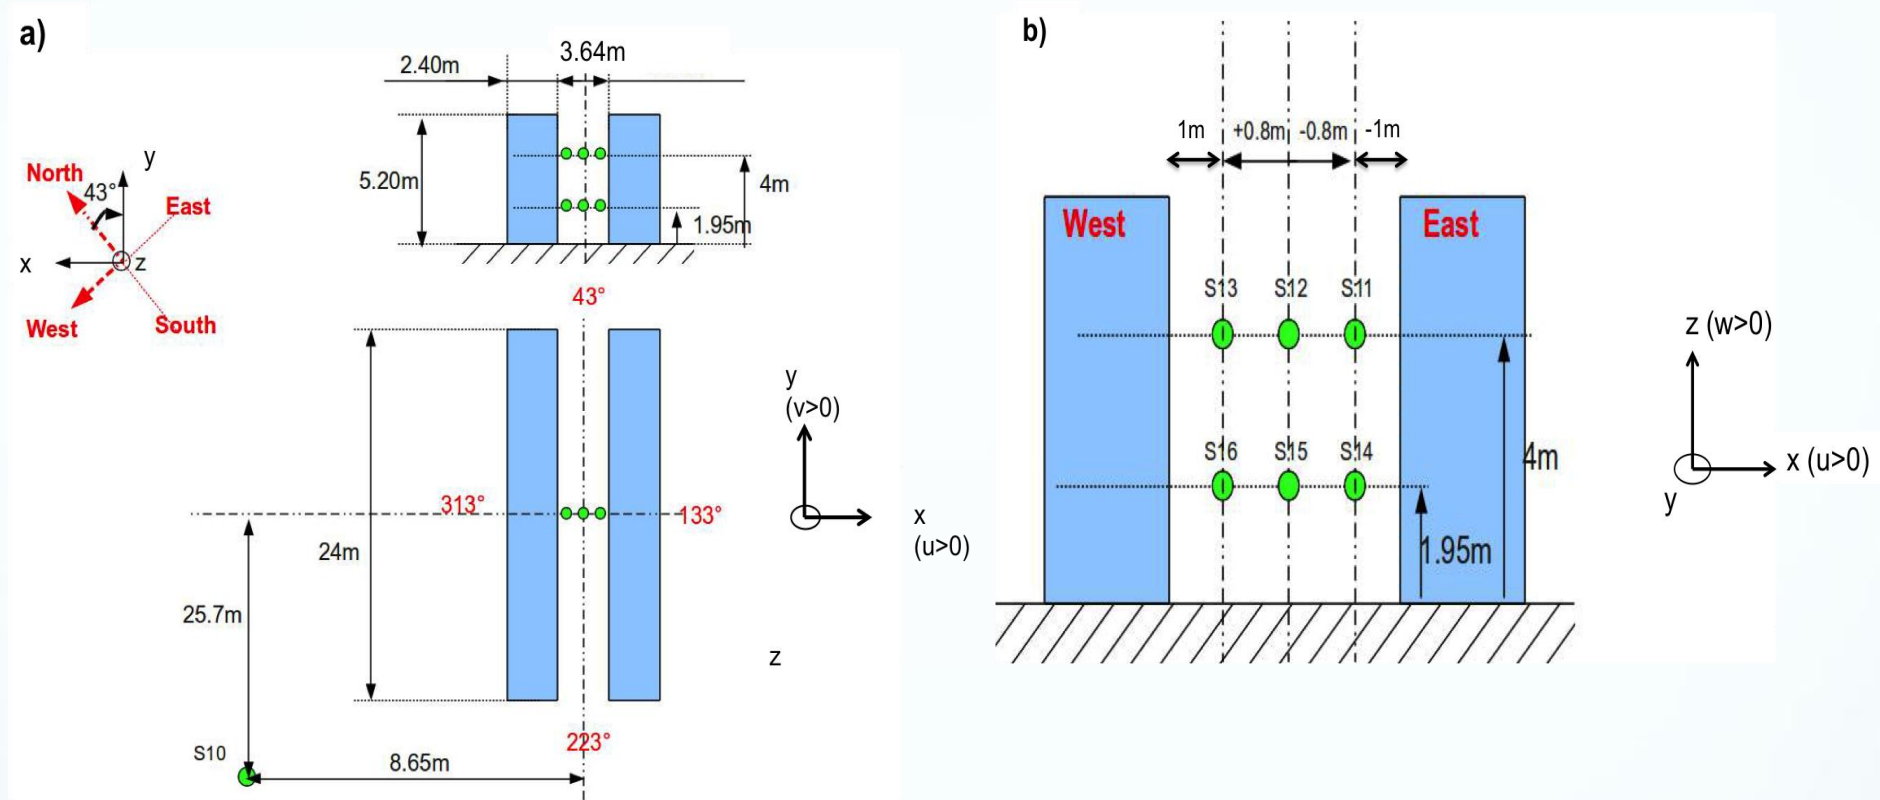 a)
3.64m
2.40m
5.20m
4m
1.95m
North
43°
y
East
x
z
West
South
43°
313°
133°
24m
25.7m
S10
8.65m
223°
y
(v>0)
x
(u>0)
z
b)
1m
+0.8m
-0.8m
-1m
West
East
S13
S12
S11
S16
S15
S14
4m
1.95m
z (w>0)
x (u>0)
y